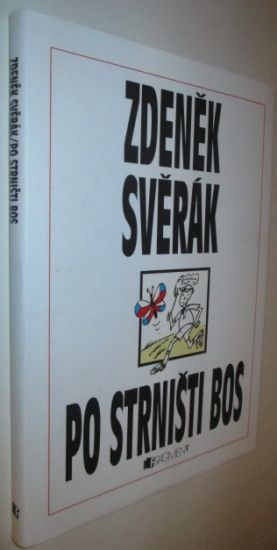 ZDENĚK SVĚRÁK/PO STRNIŠTI BOS
ZDENĚK
SVĚRÁK
PO STRNIŠTI BOS
FRAGMENT